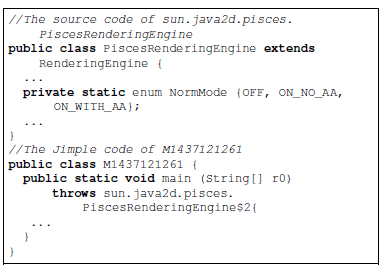 //The source code of sun.java2d.pisces.
PiscesRenderingEngine
public class PiscesRenderingEngine extends
RenderingEngine {
...
private static enum NormMode {OFF, ON_NO_AA,
ON_WITH_AA};
...
}
//The Jimple code of M1437121261
public class M1437121261 {
public static void main (String[] r0)
throws sun.java2d.pisces.
PiscesRenderingEngine$2{
...
}
}